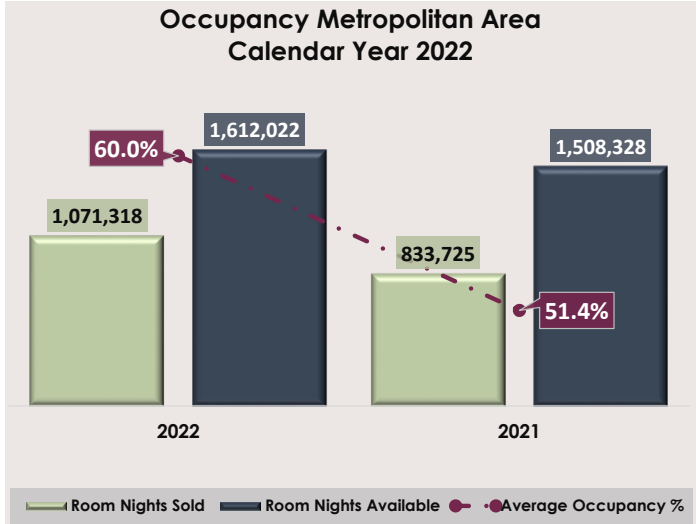 Occupancy Metropolitan Area
Calendar Year 2022
1,612,022
60.0%
1,508,328
1,071,318
833,725
51.4%
2022
2021
Room Nights Sold
Room Nights Available
Average Occupancy %